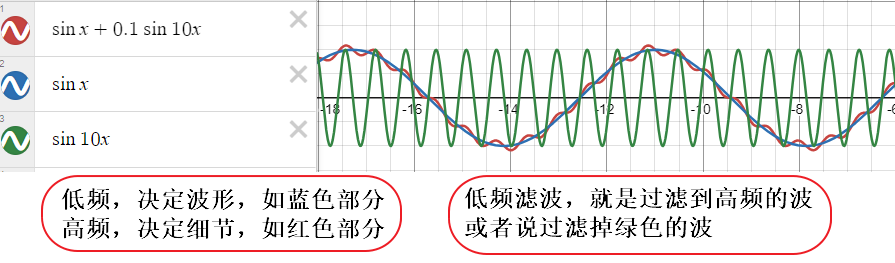 1
sin x + 0.1 sin 10x
2
sin x
3
sin 10x
-18 -16 -14 -12 -10 -8 -6
低频，决定波形，如蓝色部分
高频，决定细节，如红色部分
低频滤波，就是过滤到高频的波
或者说过滤掉绿色的波